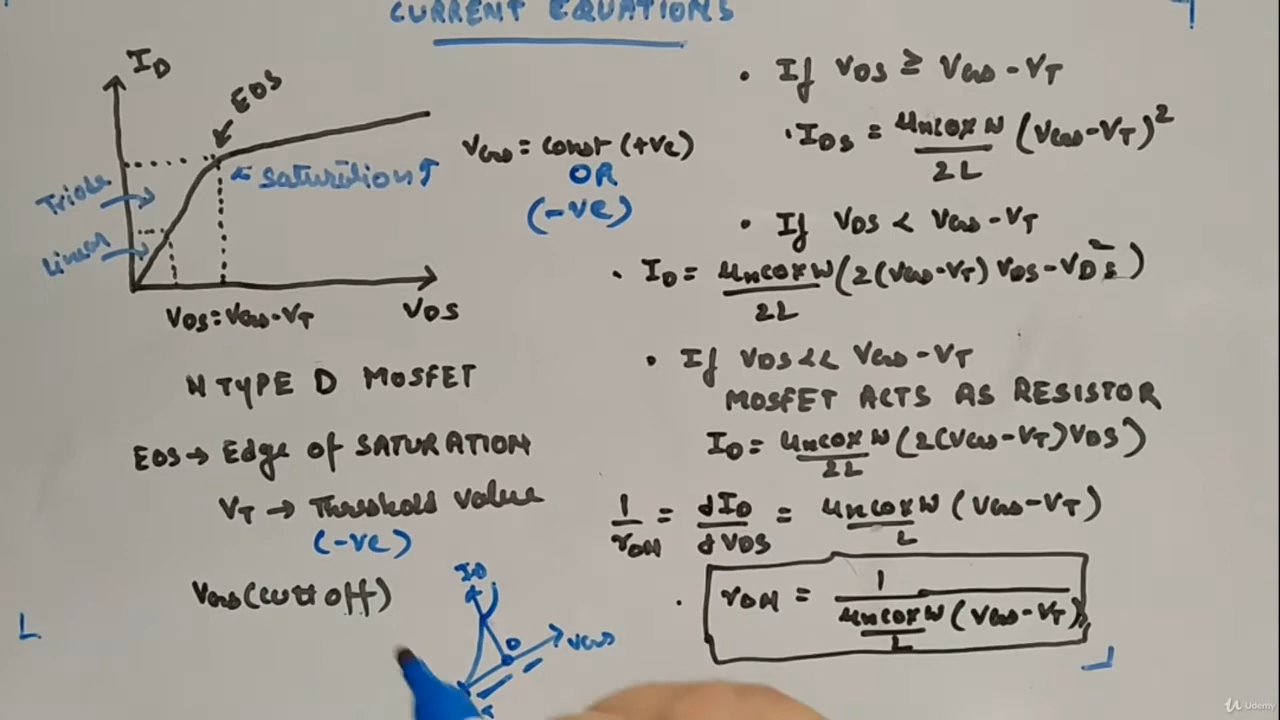 CURRENT EQUATIONS
ID
EOS
Triode
Linear
← saturation ↑
VDS = VGS - VT
VDS
VGS = const (+ve)
OR
(-ve)
N TYPE D MOSFET
EOS → Edge of SATURATION
VT → Threshold value
(-ve)
VGS (cutt off)
ID
0
VGS
• If VDS ≥ VGS - VT
• IDS = μnCoxW/2L (VGS - VT)²
• If VDS < VGS - VT
• ID = μnCoxW/2L (2(VGS - VT) VDS - VDS²)
• If VDS << VGS - VT
MOSFET ACTS AS RESISTOR
ID = μnCoxW/2L (2(VGS - VT)VDS)
1/rON = dID/dVDS = μnCoxW/L (VGS - VT)
• rON = 1/μnCoxW/L (VGS - VT)
Udemy